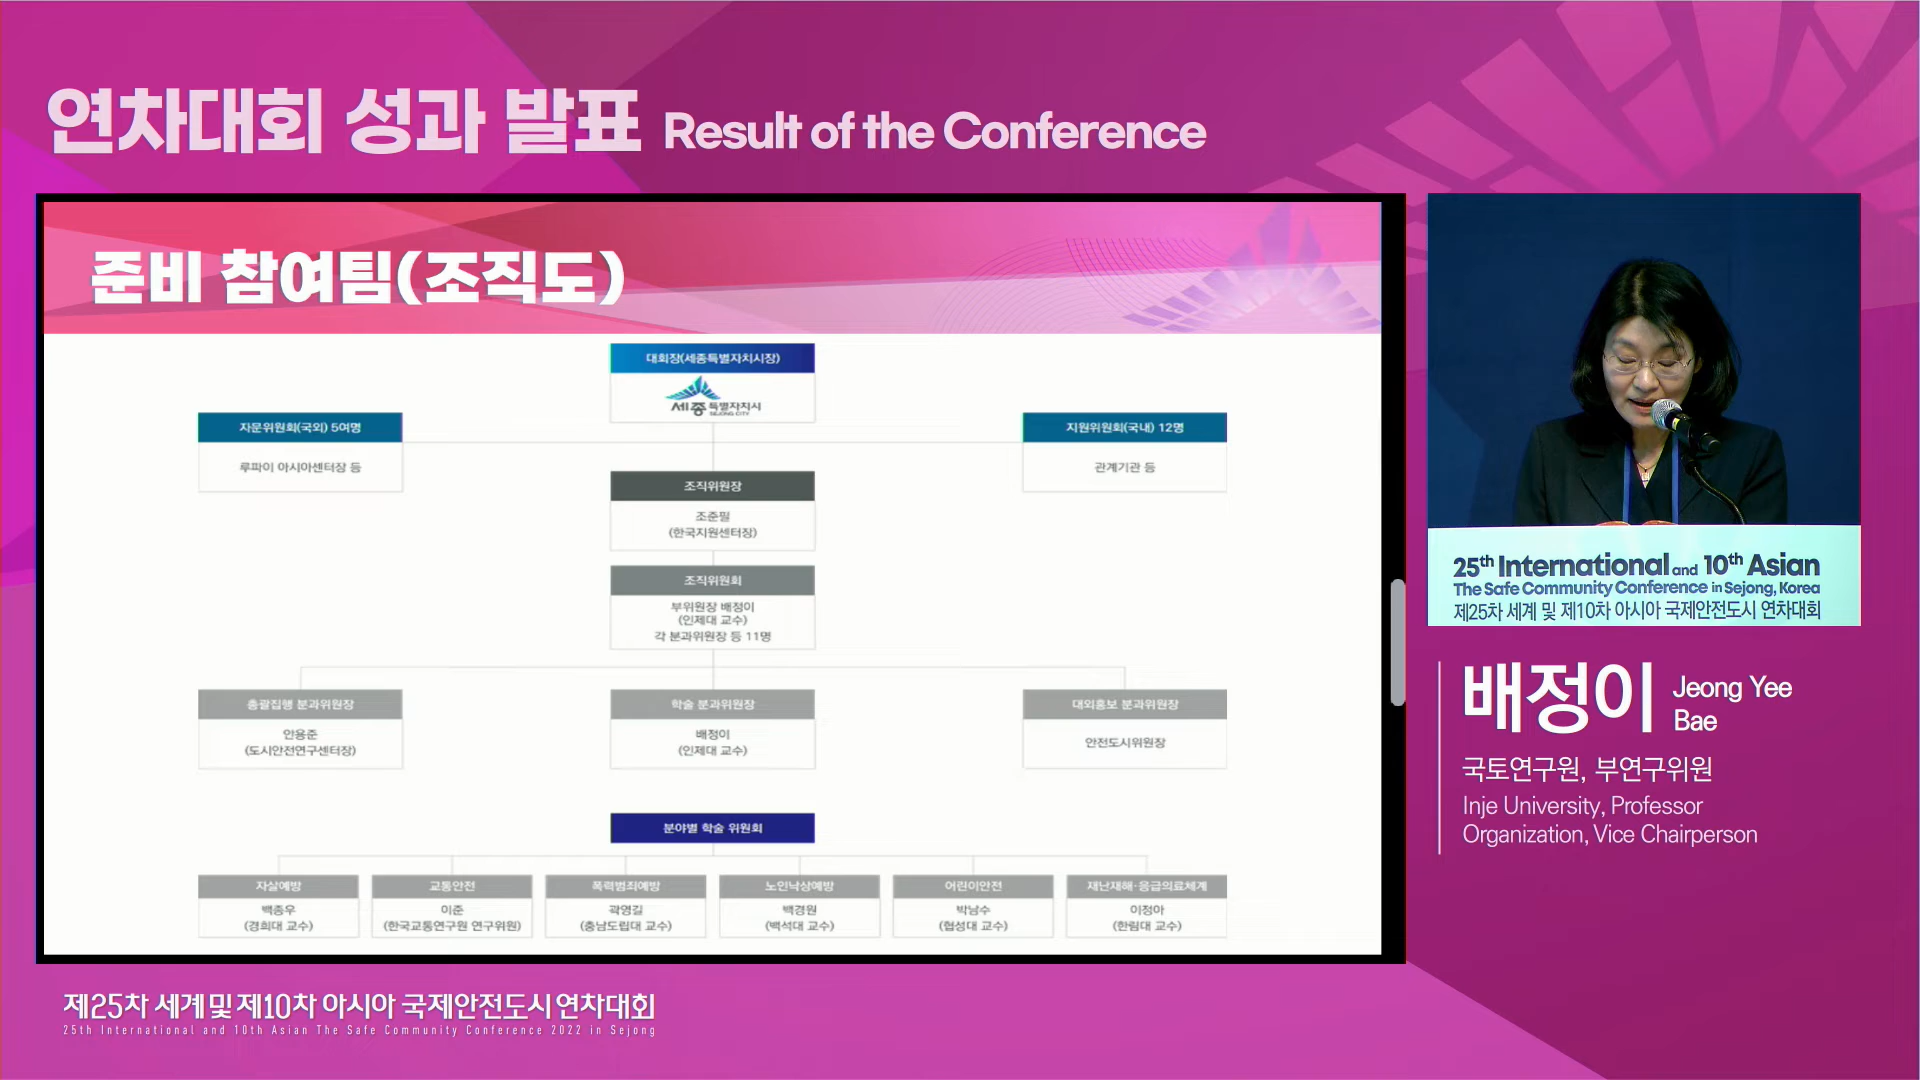 연차대회 성과 발표 Result of the Conference
준비 참여팀(조직도)
대회장(세종특별자치시장)
세종특별자치시
SEJONG CITY
자문위원회(국외) 5여명
루파이 아시아센터장 등
지원위원회(국내) 12명
관계기관 등
조직위원장
조준필
(한국지원센터장)
조직위원회
부위원장 배정이
(인제대 교수)
각 분과위원장 등 11명
총괄집행 분과위원장
안용준
(도시안전연구센터장)
학술 분과위원장
배정이
(인제대 교수)
대외홍보 분과위원장
안전도시위원장
분야별 학술 위원회
자살예방
백종우
(경희대 교수)
교통안전
이준
(한국교통연구원 연구위원)
폭력범죄예방
곽영길
(충남도립대 교수)
노인낙상예방
백경원
(백석대 교수)
어린이안전
박남수
(협성대 교수)
재난재해·응급의료체계
이정아
(한림대 교수)
25th International and 10th Asian
The Safe Community Conference in Sejong, Korea
제25차 세계 및 제10차 아시아 국제안전도시 연차대회
배정이 Jeong Yee
Bae
국토연구원, 부연구위원
Inje University, Professor
Organization, Vice Chairperson
제25차 세계 및 제10차 아시아 국제안전도시 연차대회
25th International and 10th Asian The Safe Community Conference 2022 in Sejong